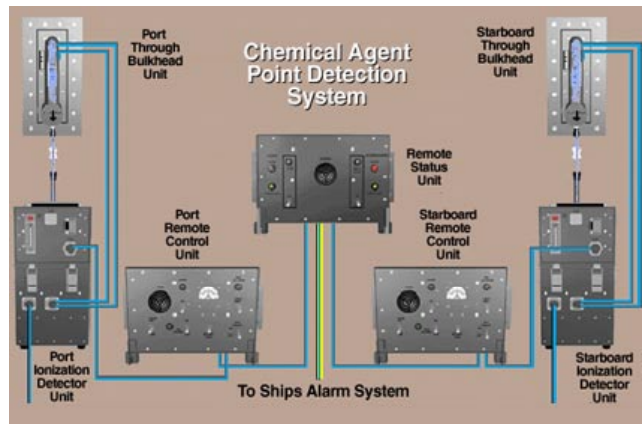 Chemical Agent
Point Detection
System
Port
Through
Bulkhead
Unit
Starboard
Through
Bulkhead
Unit
Remote
Status
Unit
Port
Remote
Control
Unit
Starboard
Remote
Control
Unit
Port
Ionization
Detector
Unit
Starboard
Ionization
Detector
Unit
To Ships Alarm System